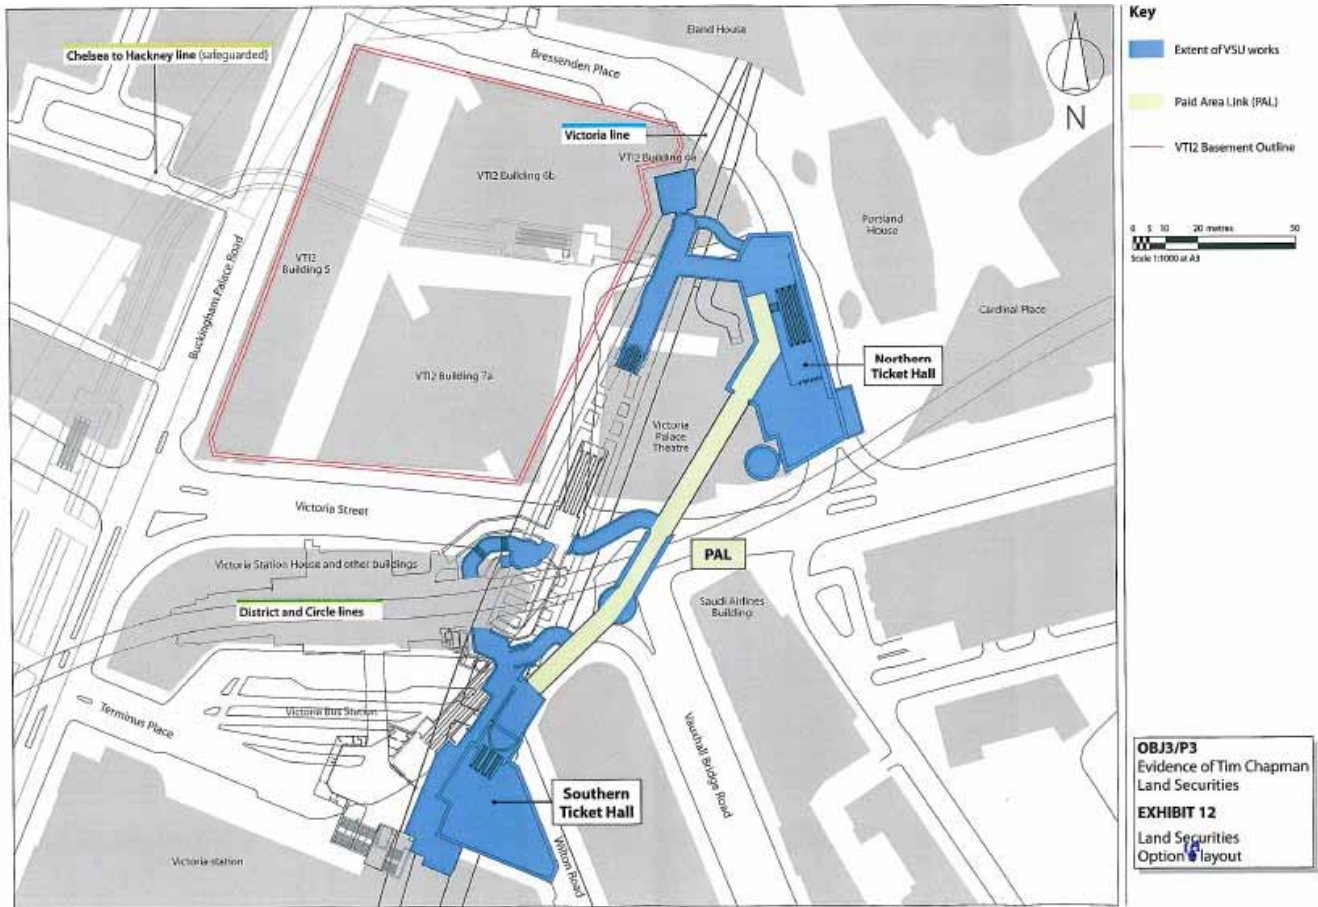 Eland House
Bressenden Place
Chelsea to Hackney line (safeguarded)
Victoria line
VTI2 Building 6a
VTI2 Building 6b
Portland
House
VTI2
Building 5
Buckingham Palace Road
Cardinal Place
VTI2 Building 7a
Northern
Ticket Hall
Victoria
Palace
Theatre
Victoria Street
PAL
Victoria Station House and other buildings
District and Circle lines
Saudi Airlines
Building
Victoria Bus Station
Terminus Place
Vauxhall Bridge Road
Southern
Ticket Hall
Wilton Road
Victoria station
N
Key
Extent of VSU works
Paid Area Link (PAL)
VTI2 Basement Outline
0 5 10 20 metres 50
Scale 1:1000 at A3
OBJ3/P3
Evidence of Tim Chapman
Land Securities
EXHIBIT 12
Land Securities
Option layout